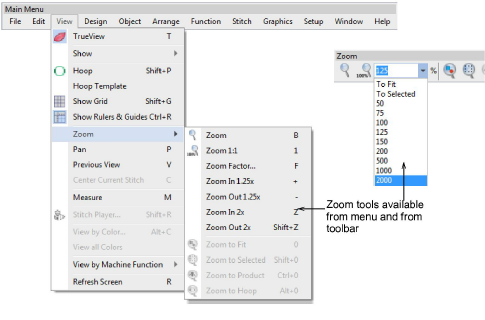 Main Menu
File Edit View Design Object Arrange Function Stitch Graphics Setup Window Help
TrueView T
Show
Hoop Shift+P
Hoop Template
Show Grid Shift+G
Show Rulers & Guides Ctrl+R
Zoom
Pan P
Previous View V
Center Current Stitch C
Measure M
Stitch Player... Shift+R
View by Color... Alt+C
View all Colors
View by Machine Function
Refresh Screen R
Zoom B
100% Zoom 1:1 1
Zoom Factor... F
Zoom In 1.25x +
Zoom Out 1.25x -
Zoom In 2x Z
Zoom Out 2x Shift+Z
Zoom to Fit 0
Zoom to Selected Shift+0
Zoom to Product Ctrl+0
Zoom to Hoop Alt+0
Zoom
100% 125 %
To Fit
To Selected
50
75
100
125
150
200
500
1000
2000
Zoom tools available
from menu and from
toolbar